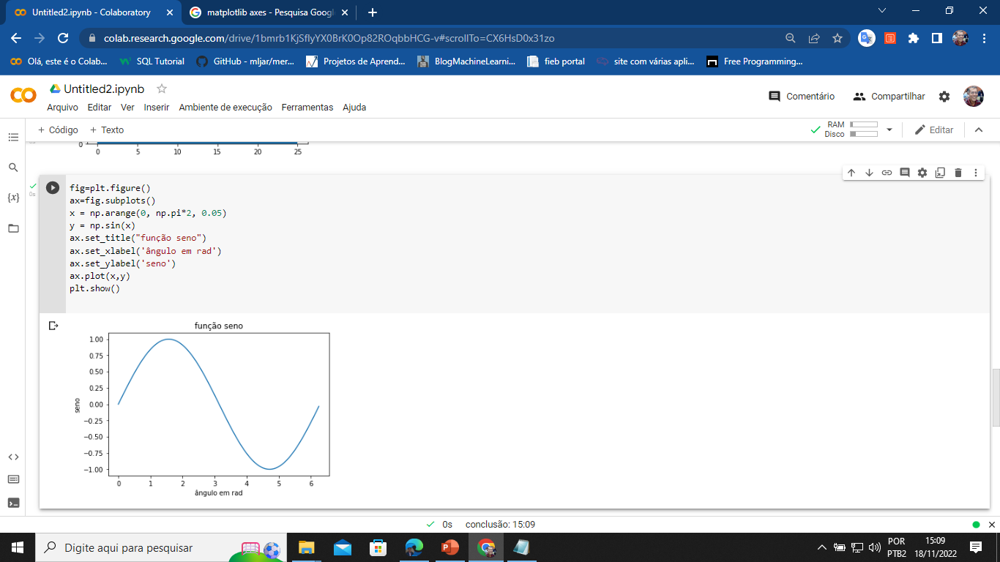 Untitled2.ipynb - Colaboratory
matplotlib axes - Pesquisa Googl
colab.research.google.com/drive/1bmrb1KjSflyYX0BrK0Op82ROqbbHCG-v#scrollTo=CX6HsD0x31zo
Olá, este é o Colab...
SQL Tutorial
GitHub - mljar/mer...
Projetos de Aprend...
BlogMachineLearni...
fieb portal
site com várias apli...
Free Programming...
Untitled2.ipynb
Comentário
Compartilhar
Arquivo Editar Ver Inserir Ambiente de execução Ferramentas Ajuda
+ Código + Texto
RAM
Disco
Editar
0
0 5 10 15 20 25
0s
fig=plt.figure()
ax=fig.subplots()
x = np.arange(0, np.pi*2, 0.05)
y = np.sin(x)
ax.set_title("função seno")
ax.set_xlabel('ângulo em rad')
ax.set_ylabel('seno')
ax.plot(x,y)
plt.show()
função seno
1.00
0.75
0.50
0.25
0.00
−0.25
−0.50
−0.75
−1.00
seno
0 1 2 3 4 5 6
ângulo em rad
0s conclusão: 15:09
Digite aqui para pesquisar
POR
PTB2
15:09
18/11/2022